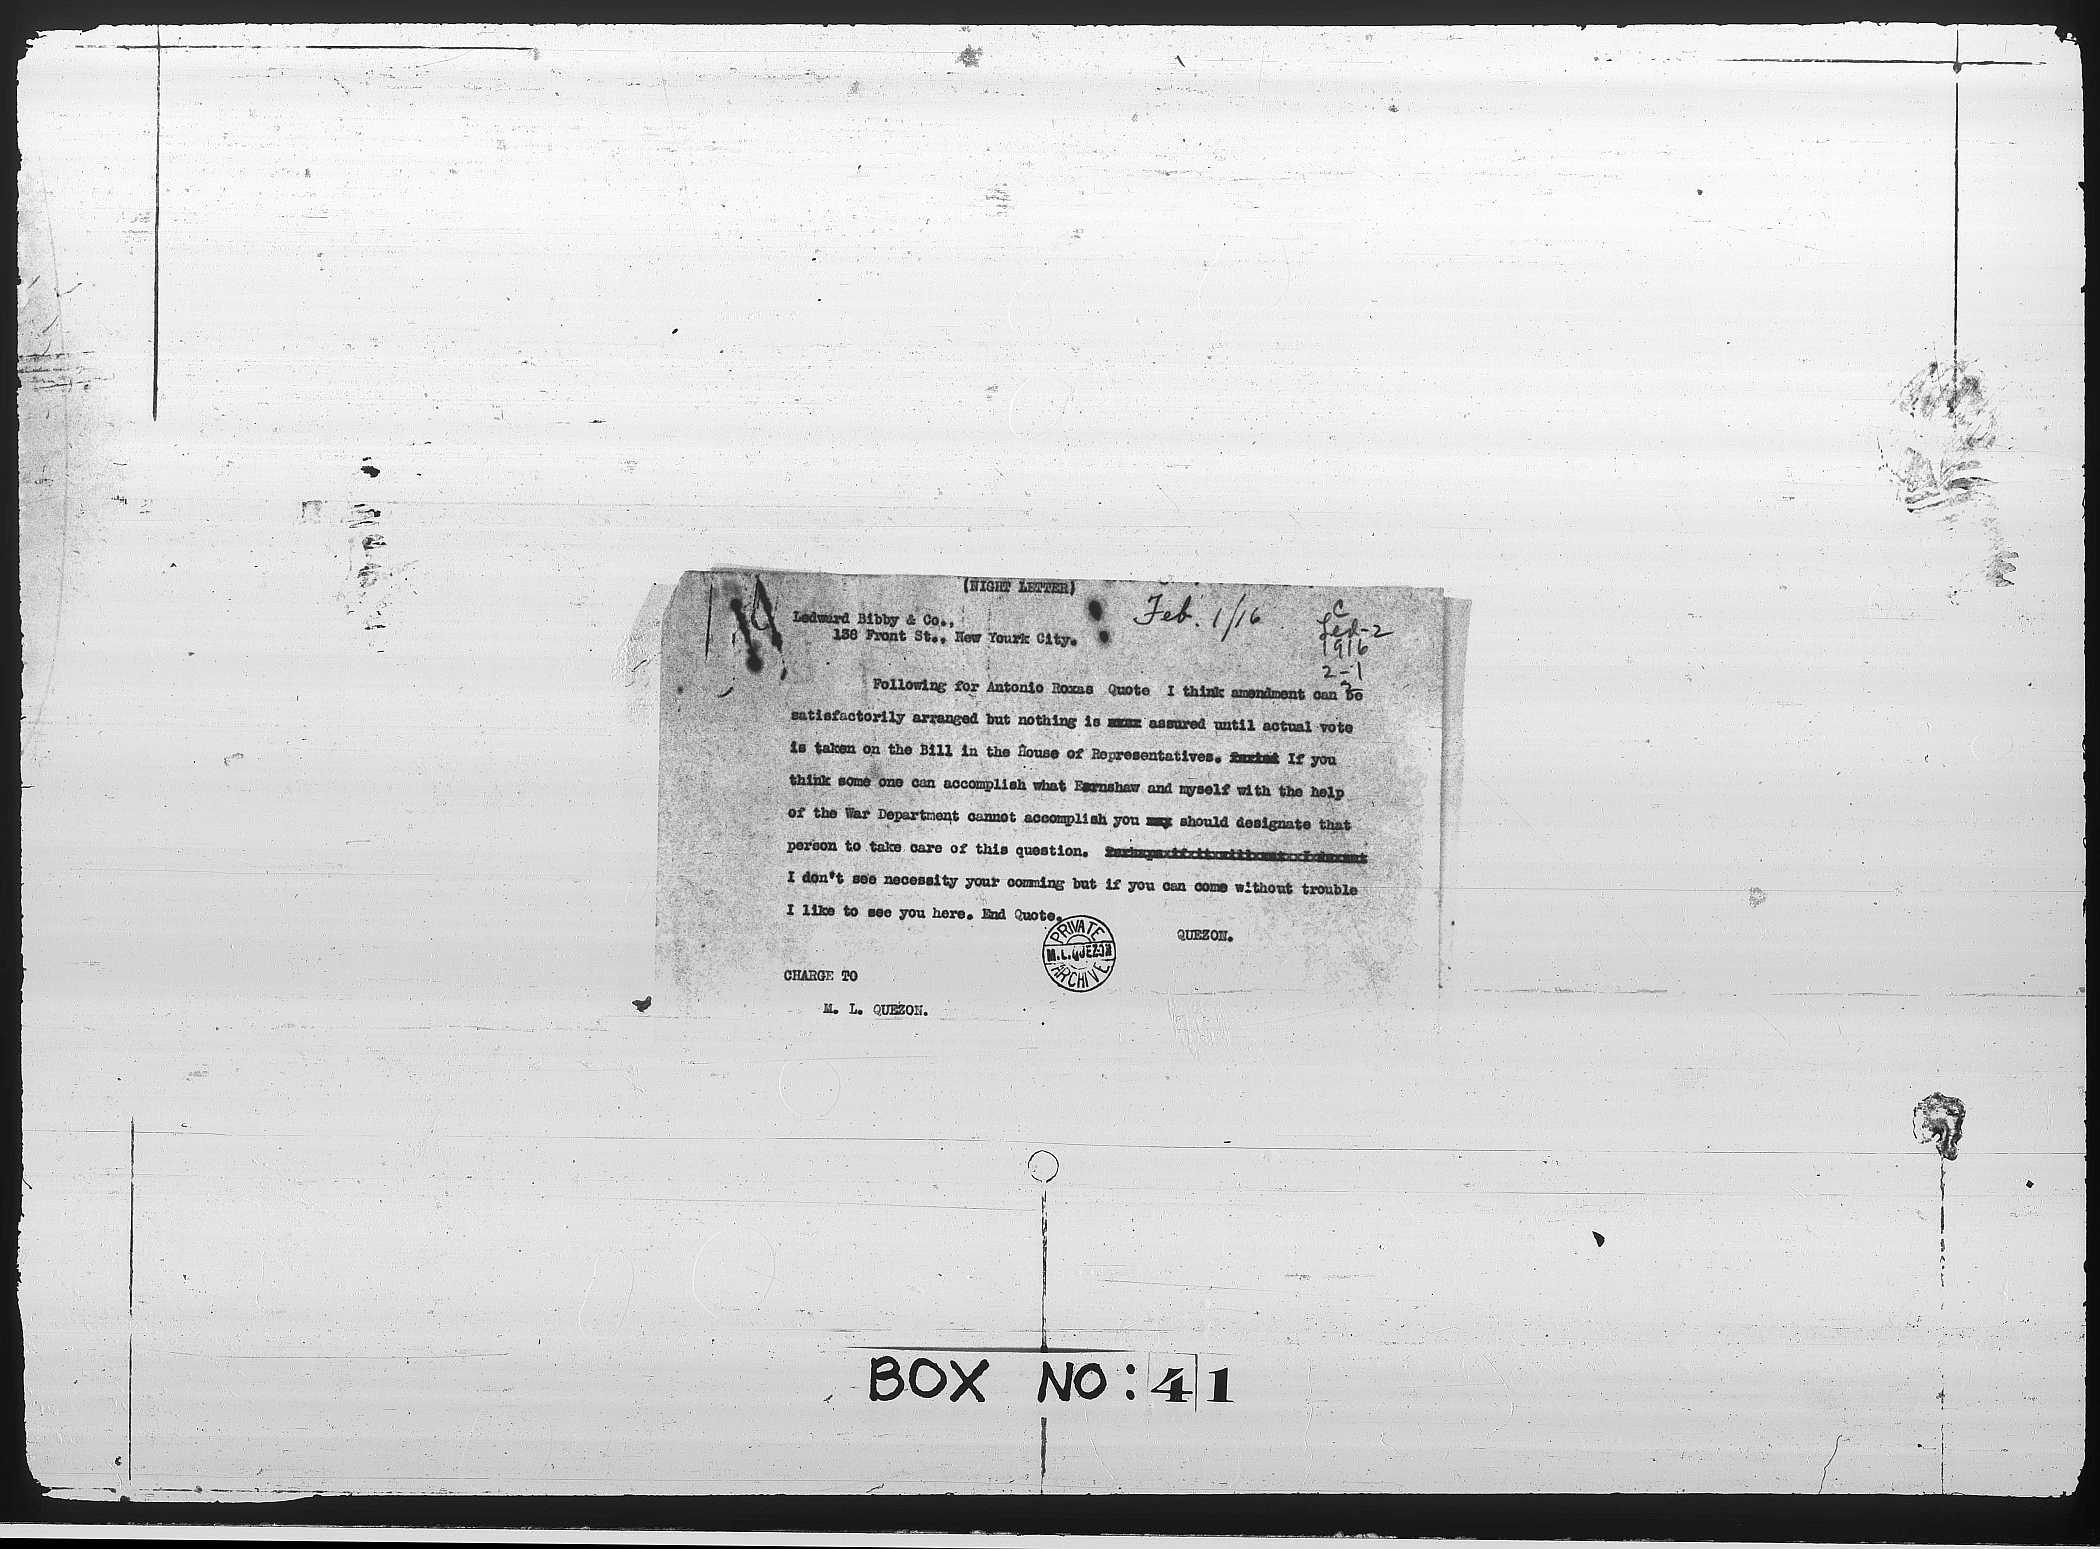 (NIGHT LETTER)
Feb. 1/16
C
Led-2
1916
2-1
3
Ledward Bibby & Co.,
138 Front St., New Yourk City.
Following for Antonio Roxas Quote I think amendment can be
satisfactorily arranged but nothing is assured until actual vote
is taken on the Bill in the House of Representatives. If you
think some one can accomplish what Earnshaw and myself with the help
of the War Department cannot accomplish you should designate that
person to take care of this question.
I don't see necessity your comming but if you can come without trouble
I like to see you here. End Quote.
QUEZON.
PRIVATE
M.L.QUEZON
ARCHIVE
CHARGE TO
M. L. QUEZON.
BOX NO: 41